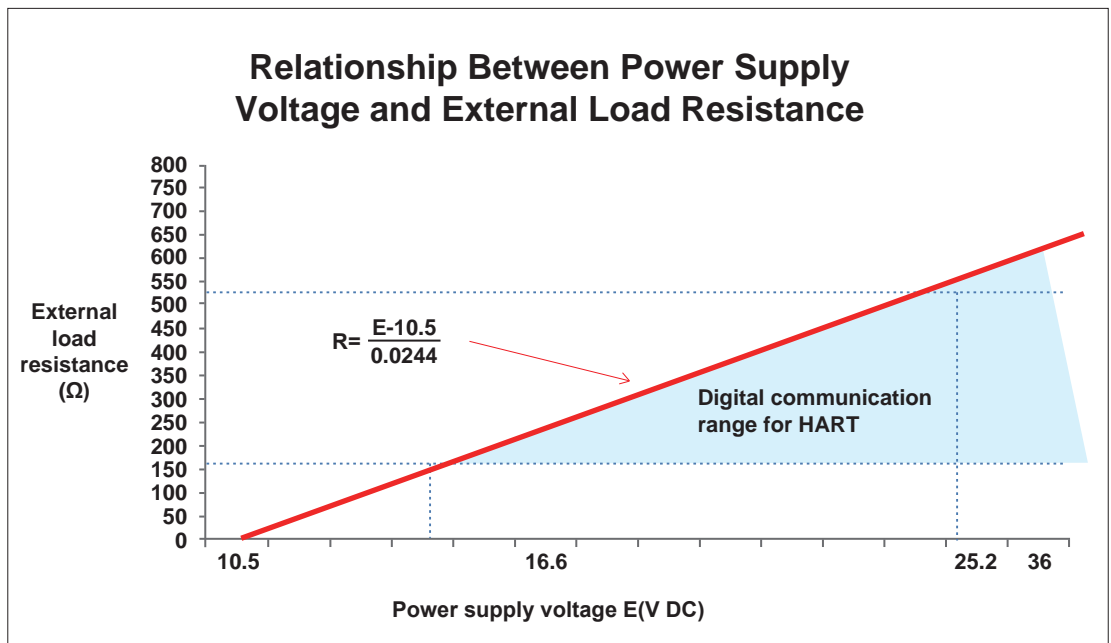 Relationship Between Power Supply
Voltage and External Load Resistance
800
750
700
650
600
550
500
450
400
350
300
250
200
150
100
50
0
External
load
resistance
(Ω)
R= E-10.5
0.0244
Digital communication
range for HART
10.5 16.6 25.2 36
Power supply voltage E(V DC)